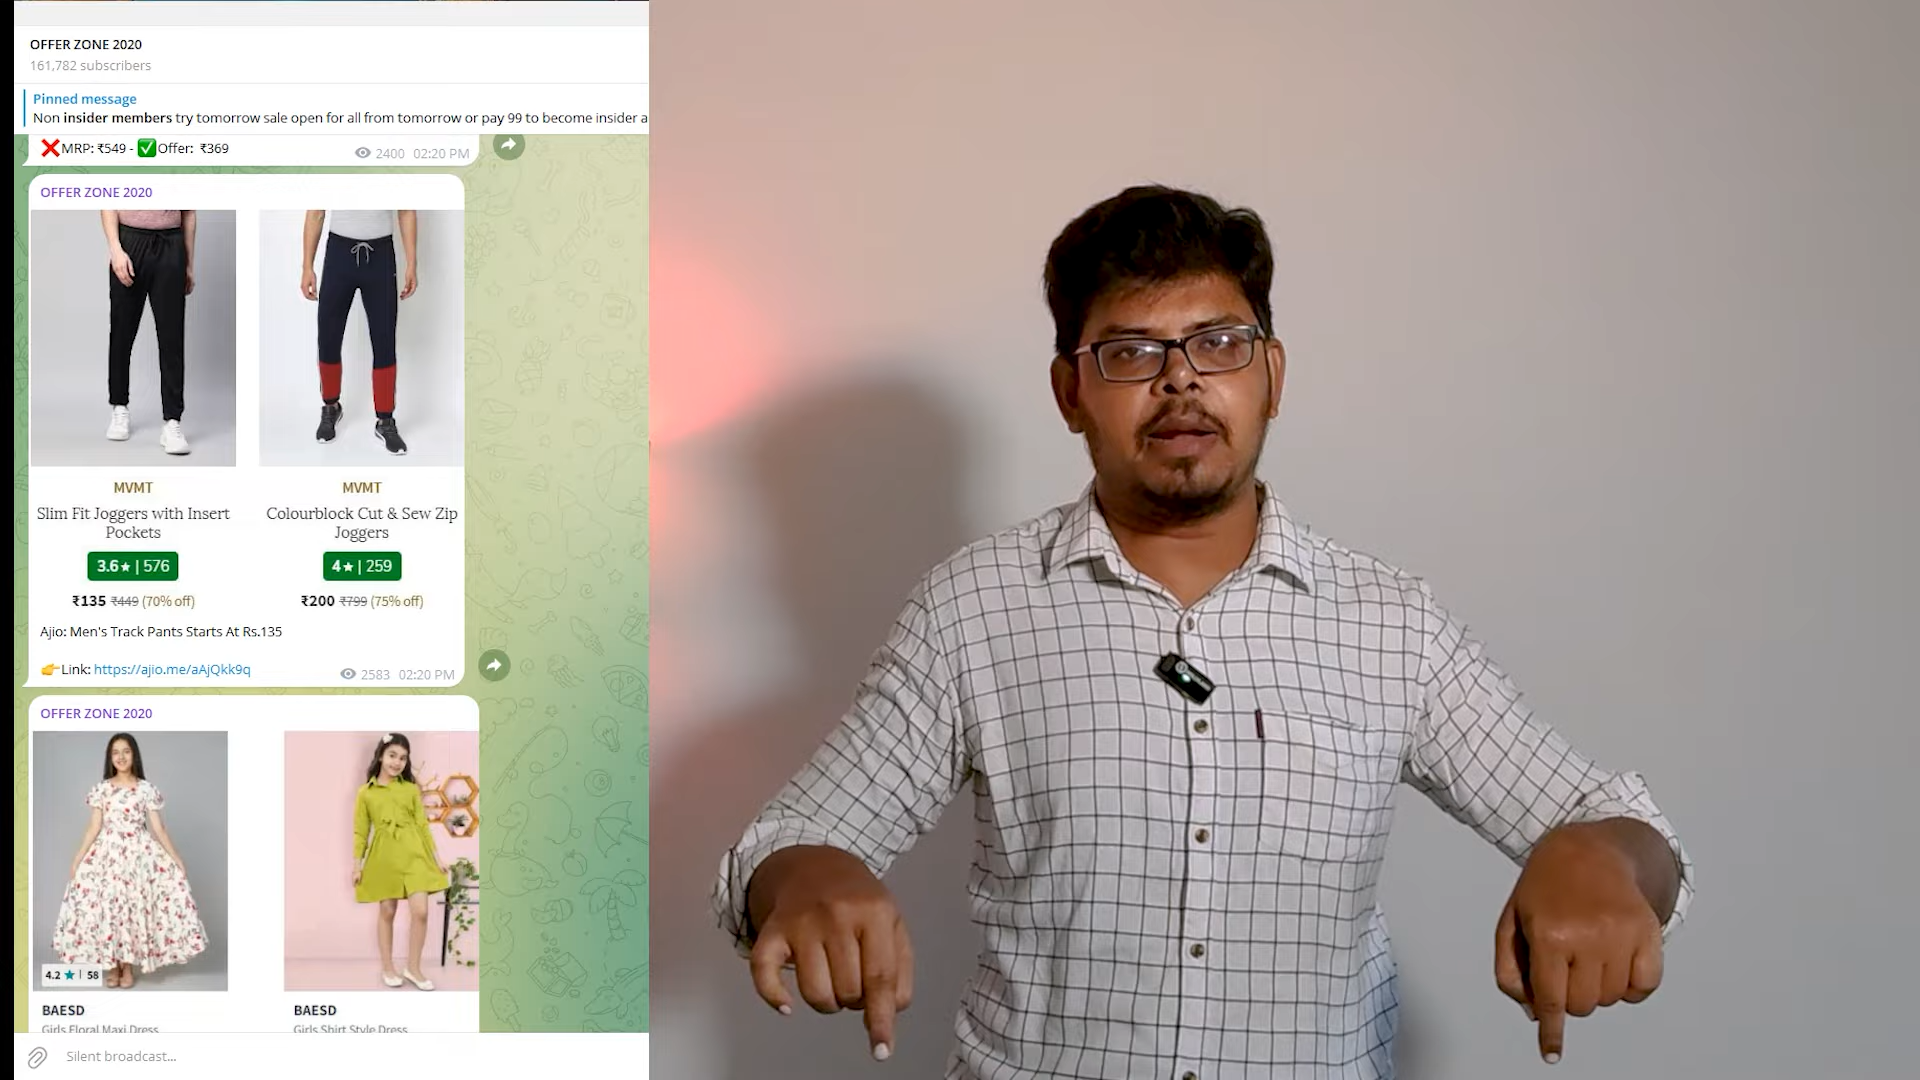 OFFER ZONE 2020
161,782 subscribers
Pinned message
Non insider members try tomorrow sale open for all from tomorrow or pay 99 to become insider a
❌MRP: ₹549 - ✅Offer: ₹369
2400 02:20 PM
OFFER ZONE 2020
MVMT
Slim Fit Joggers with Insert
Pockets
3.6★ | 576
₹135 ₹449 (70% off)
MVMT
Colourblock Cut & Sew Zip
Joggers
4★ | 259
₹200 ₹799 (75% off)
Ajio: Men's Track Pants Starts At Rs.135
👉Link: https://ajio.me/aAjQkk9q
2583 02:20 PM
OFFER ZONE 2020
4.2 ★ | 58
BAESD
Girls Floral Maxi Dress
BAESD
Girls Shirt Style Dress
Silent broadcast...